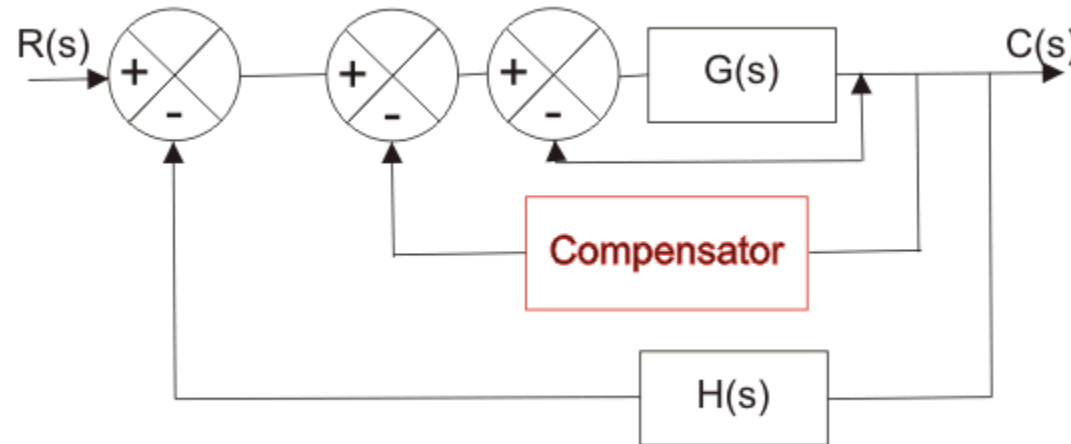 R(s)
+
-
+
-
+
-
G(s)
C(s)
Compensator
H(s)